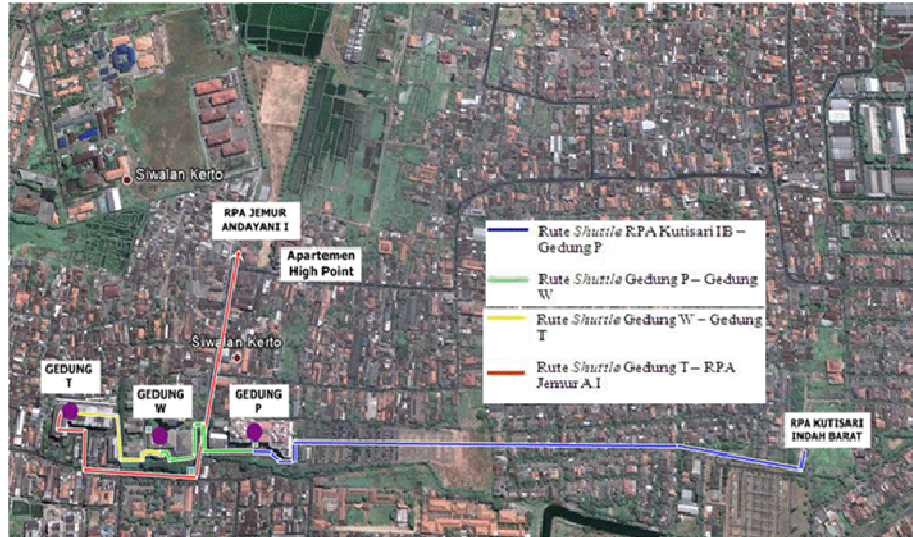 Siwalan Kerto
RPA JEMUR
ANDAYANI I
Apartemen
High Point
Rute Shuttle RPA Kutisari IB –
Gedung P
Rute Shuttle Gedung P – Gedung
W
Rute Shuttle Gedung W – Gedung
T
Rute Shuttle Gedung T – RPA
Jemur A.I
Siwalan Kerto
GEDUNG
T
GEDUNG
W
GEDUNG
P
RPA KUTISARI
INDAH BARAT